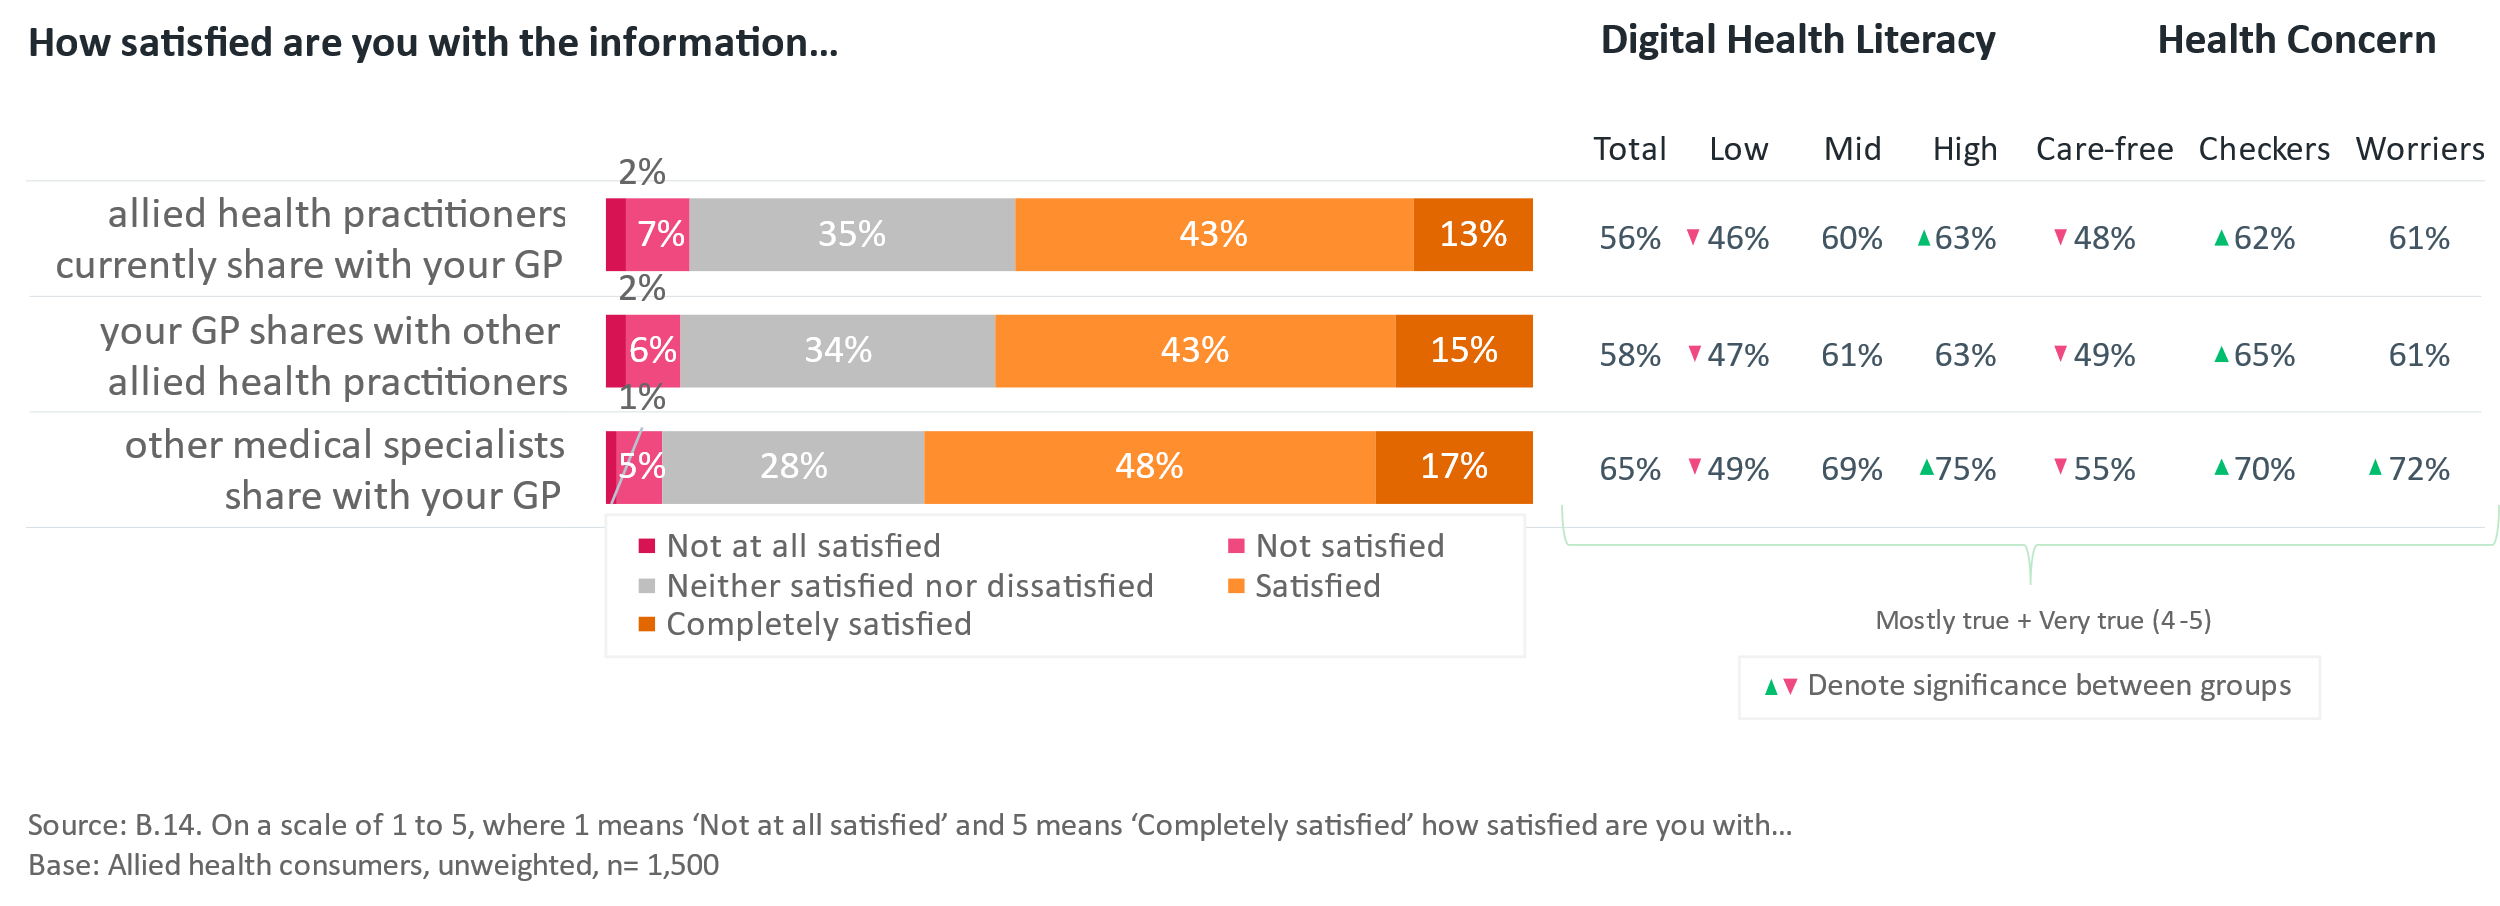 How satisfied are you with the information...
Digital Health Literacy
Health Concern
Total Low Mid High Care-free Checkers Worriers
2%
allied health practitioners
currently share with your GP
7% 35% 43% 13%
56% 46% 60% 63% 48% 62% 61%
2%
your GP shares with other
allied health practitioners
6% 34% 43% 15%
58% 47% 61% 63% 49% 65% 61%
1%
other medical specialists
share with your GP
5% 28% 48% 17%
65% 49% 69% 75% 55% 70% 72%
Not at all satisfied
Not satisfied
Neither satisfied nor dissatisfied
Satisfied
Completely satisfied
Mostly true + Very true (4-5)
Denote significance between groups
Source: B.14. On a scale of 1 to 5, where 1 means ‘Not at all satisfied’ and 5 means ‘Completely satisfied’ how satisfied are you with...
Base: Allied health consumers, unweighted, n= 1,500